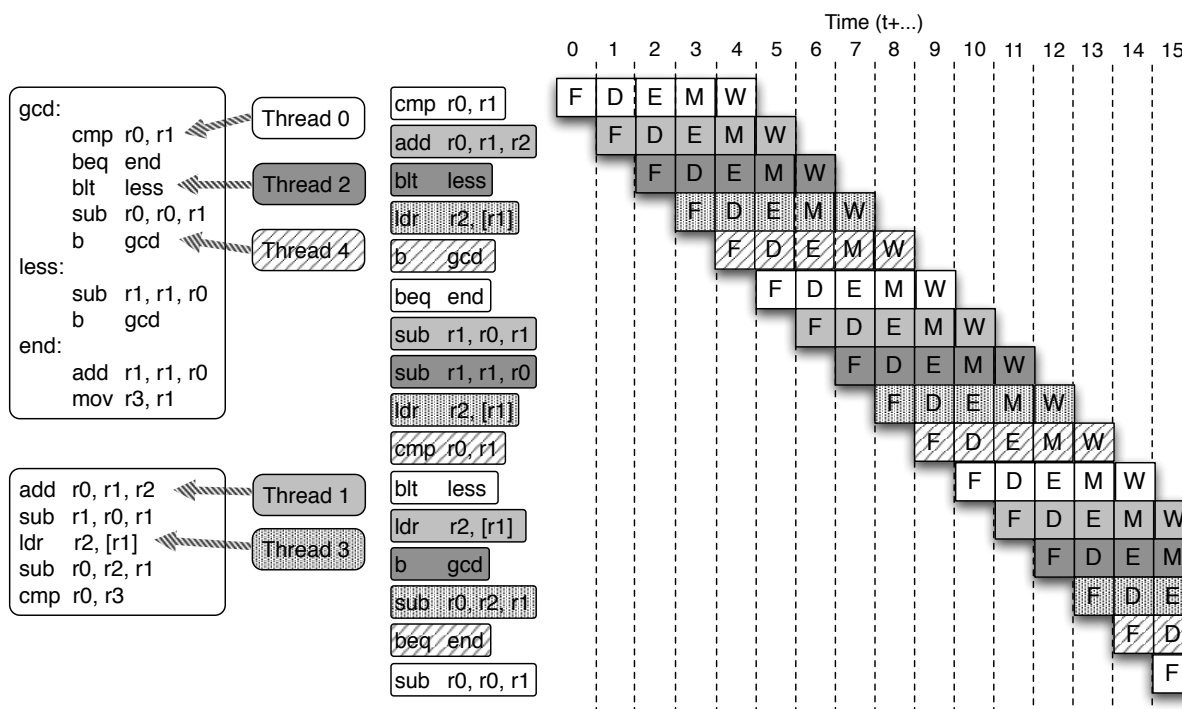 Time (t+...)
0 1 2 3 4 5 6 7 8 9 10 11 12 13 14 15
gcd:
cmp r0, r1
beq end
blt less
sub r0, r0, r1
b gcd
less:
sub r1, r1, r0
b gcd
end:
add r1, r1, r0
mov r3, r1
Thread 0
Thread 2
Thread 4
add r0, r1, r2
sub r1, r0, r1
ldr r2, [r1]
sub r0, r2, r1
cmp r0, r3
Thread 1
Thread 3
cmp r0, r1 F D E M W
add r0, r1, r2 F D E M W
blt less F D E M W
ldr r2, [r1] F D E M W
b gcd F D E M W
beq end F D E M W
sub r1, r0, r1 F D E M W
sub r1, r1, r0 F D E M W
ldr r2, [r1] F D E M W
cmp r0, r1 F D E M W
blt less F D E M W
ldr r2, [r1] F D E M W
b gcd F D E M
sub r0, r2, r1 F D E
beq end F D
sub r0, r0, r1 F